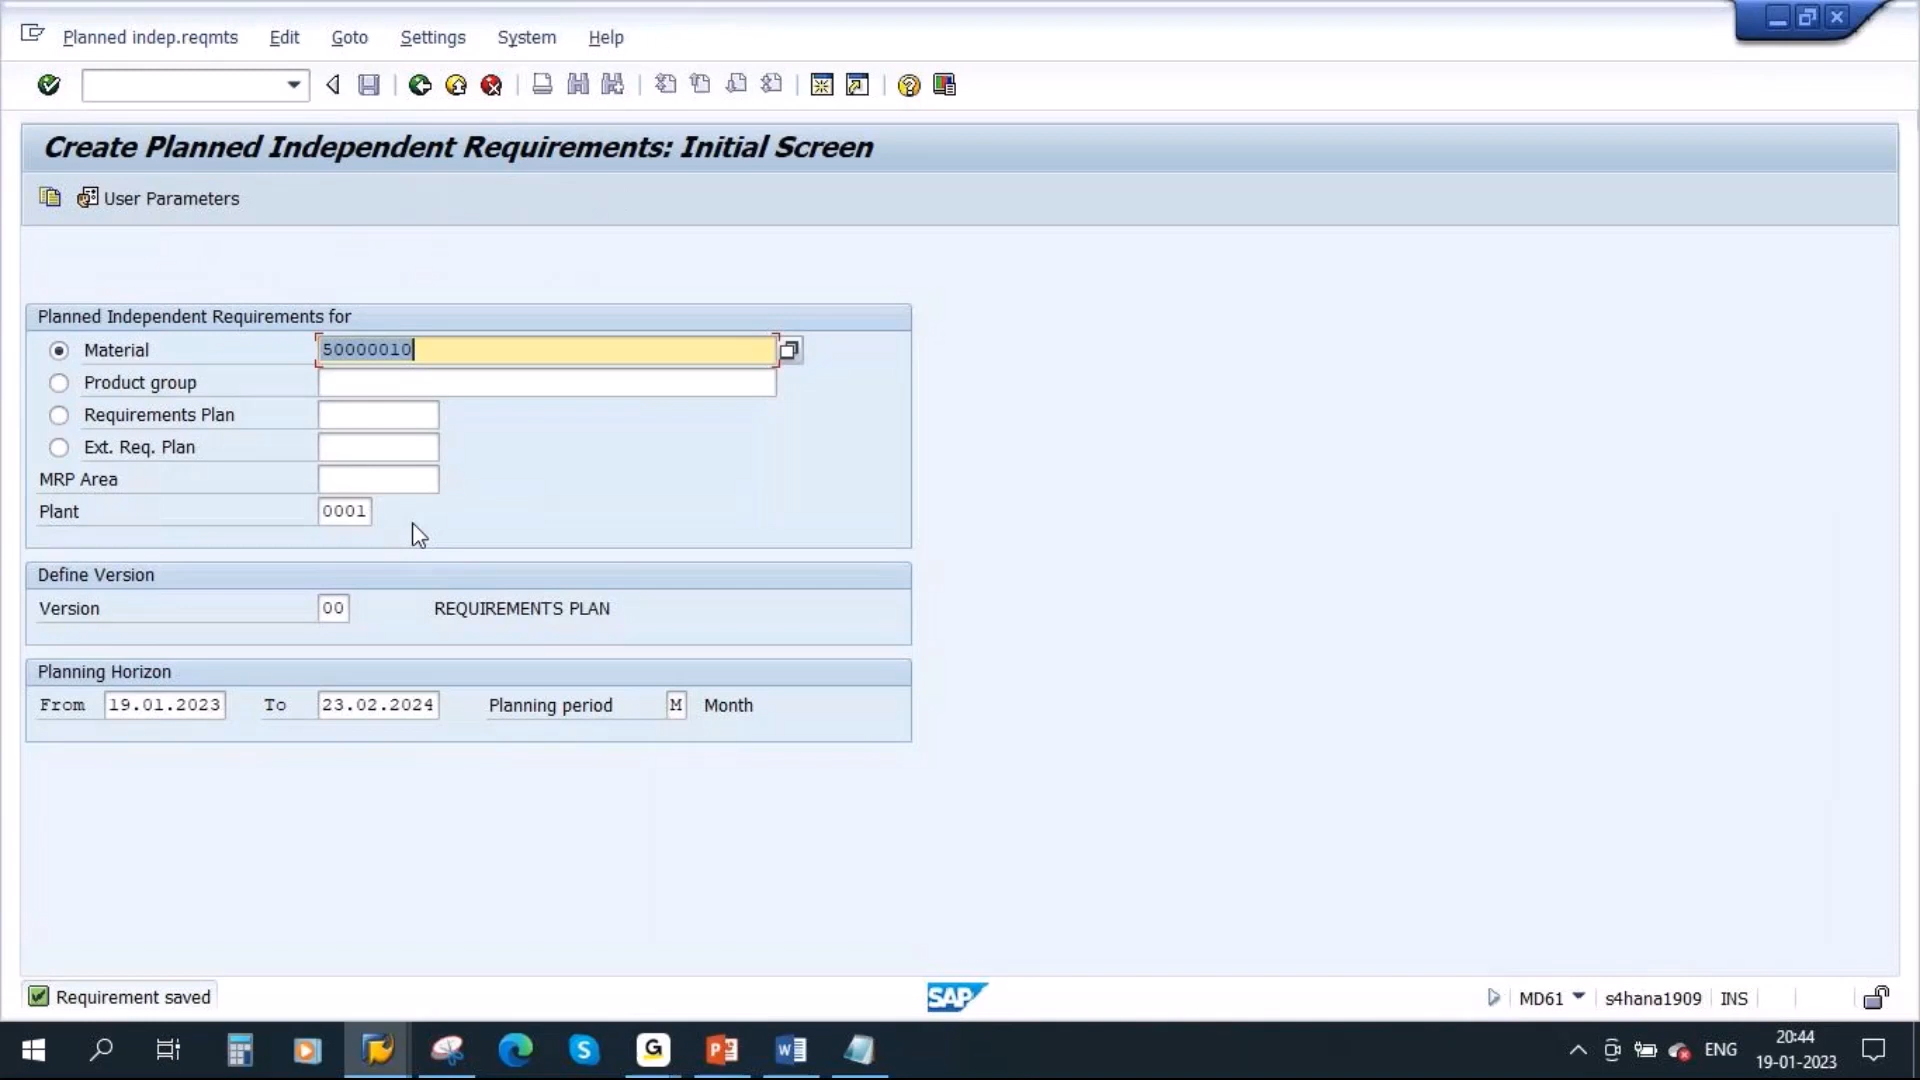 Planned indep.reqmts Edit Goto Settings System Help
Create Planned Independent Requirements: Initial Screen
User Parameters
Planned Independent Requirements for
Material 50000010
Product group
Requirements Plan
Ext. Req. Plan
MRP Area
Plant 0001
Define Version
Version 00 REQUIREMENTS PLAN
Planning Horizon
From 19.01.2023 To 23.02.2024 Planning period M Month
Requirement saved SAP MD61 s4hana1909 INS
G P W ENG 20:44
19-01-2023